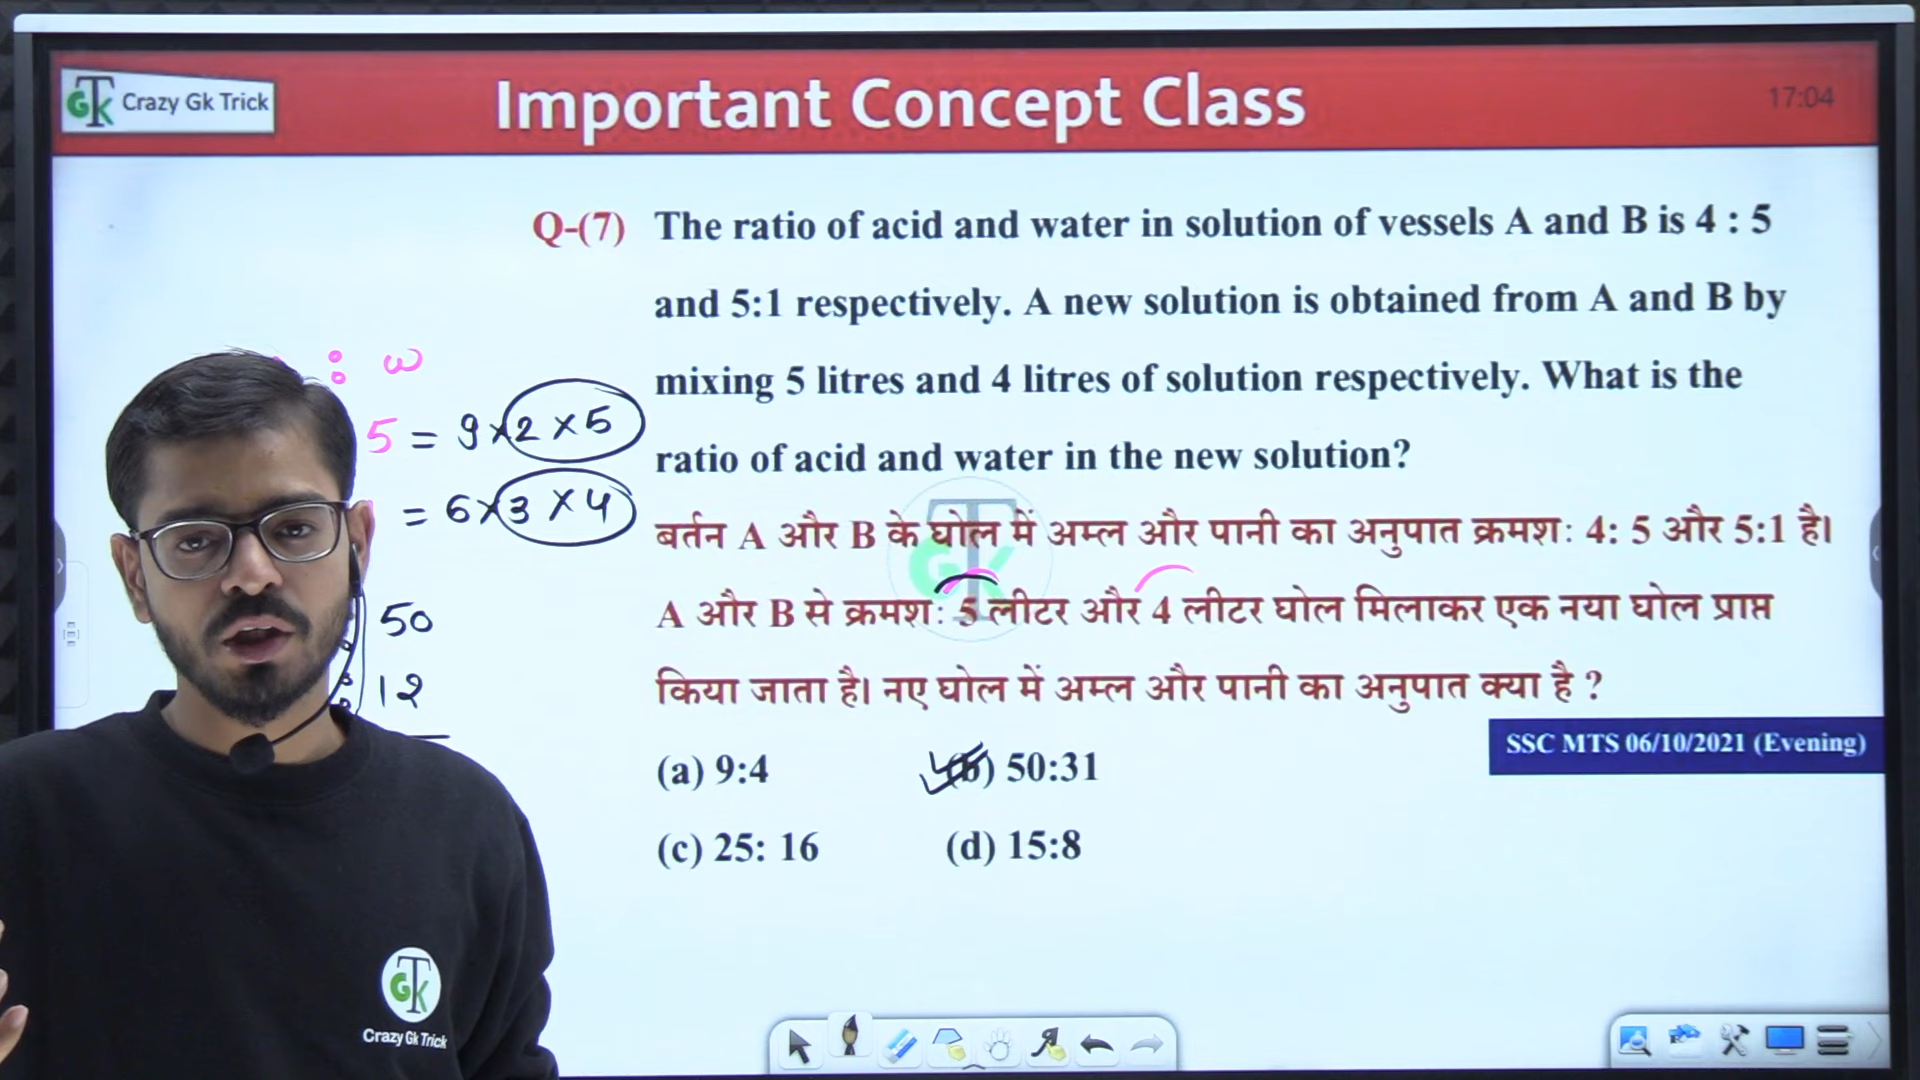 GTK Crazy Gk Trick
Important Concept Class
17:04
Q-(7) The ratio of acid and water in solution of vessels A and B is 4 : 5
and 5:1 respectively. A new solution is obtained from A and B by
mixing 5 litres and 4 litres of solution respectively. What is the
ratio of acid and water in the new solution?
बर्तन A और B के घोल में अम्ल और पानी का अनुपात क्रमश: 4: 5 और 5:1 है।
A और B से क्रमश: 5 लीटर और 4 लीटर घोल मिलाकर एक नया घोल प्राप्त
किया जाता है। नए घोल में अम्ल और पानी का अनुपात क्या है ?
SSC MTS 06/10/2021 (Evening)
(a) 9:4 (b) 50:31
(c) 25: 16 (d) 15:8
: w
5 = 9×2×5
= 6×3×4
50
12
GTK
Crazy Gk Trick